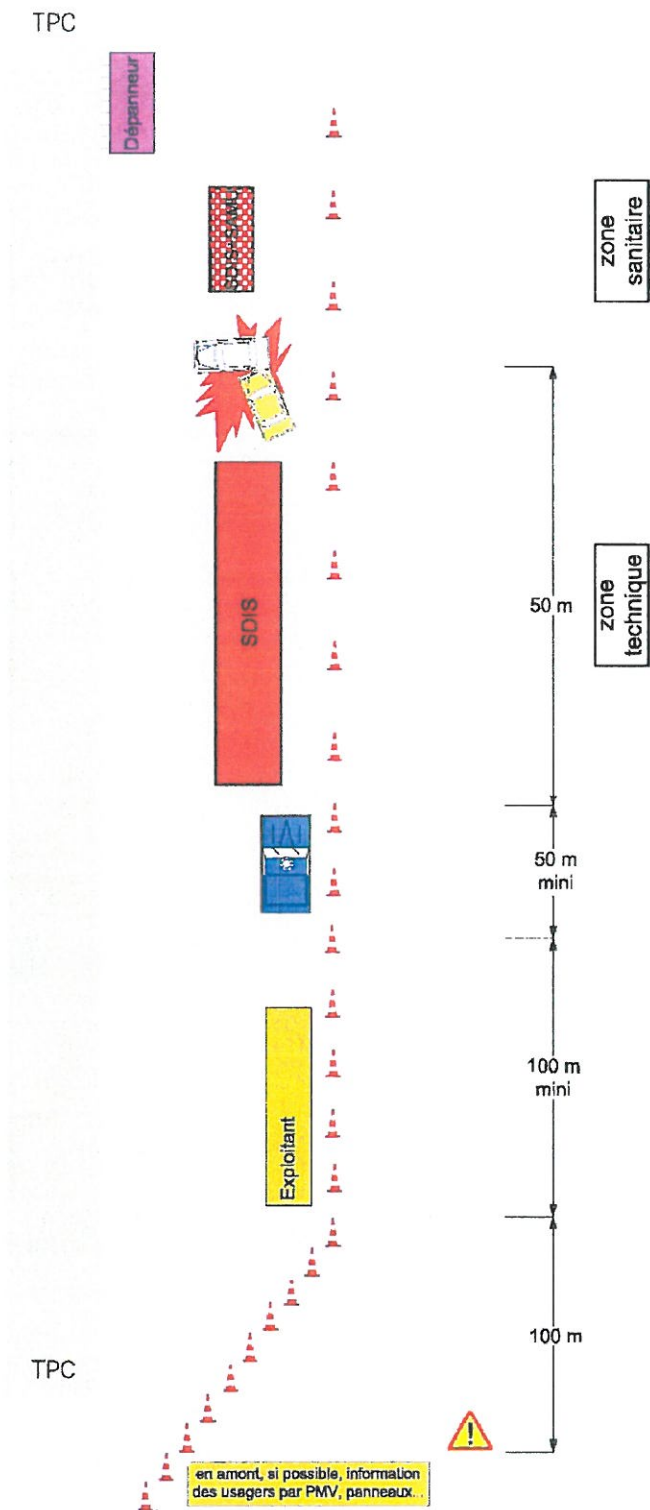 TPC
Dépanneur
SDIS+SAMU
zone
sanitaire
SDIS
50 m
zone
technique
50 m
mini
100 m
mini
Exploitant
100 m
TPC
!
en amont, si possible, information
des usagers par PMV, panneaux...